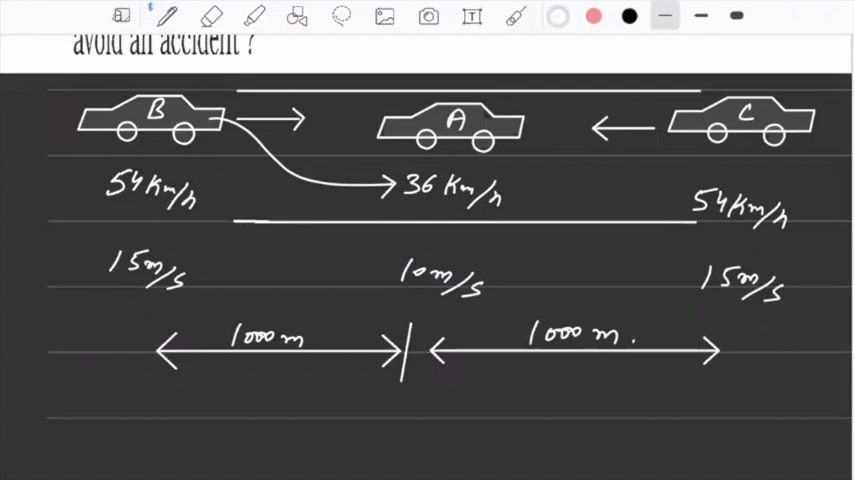 avoid an accident ?
B A C
54 Km/h 36 Km/h 54 Km/h
15 m/s 10 m/s 15 m/s
1000 m 1000 m.